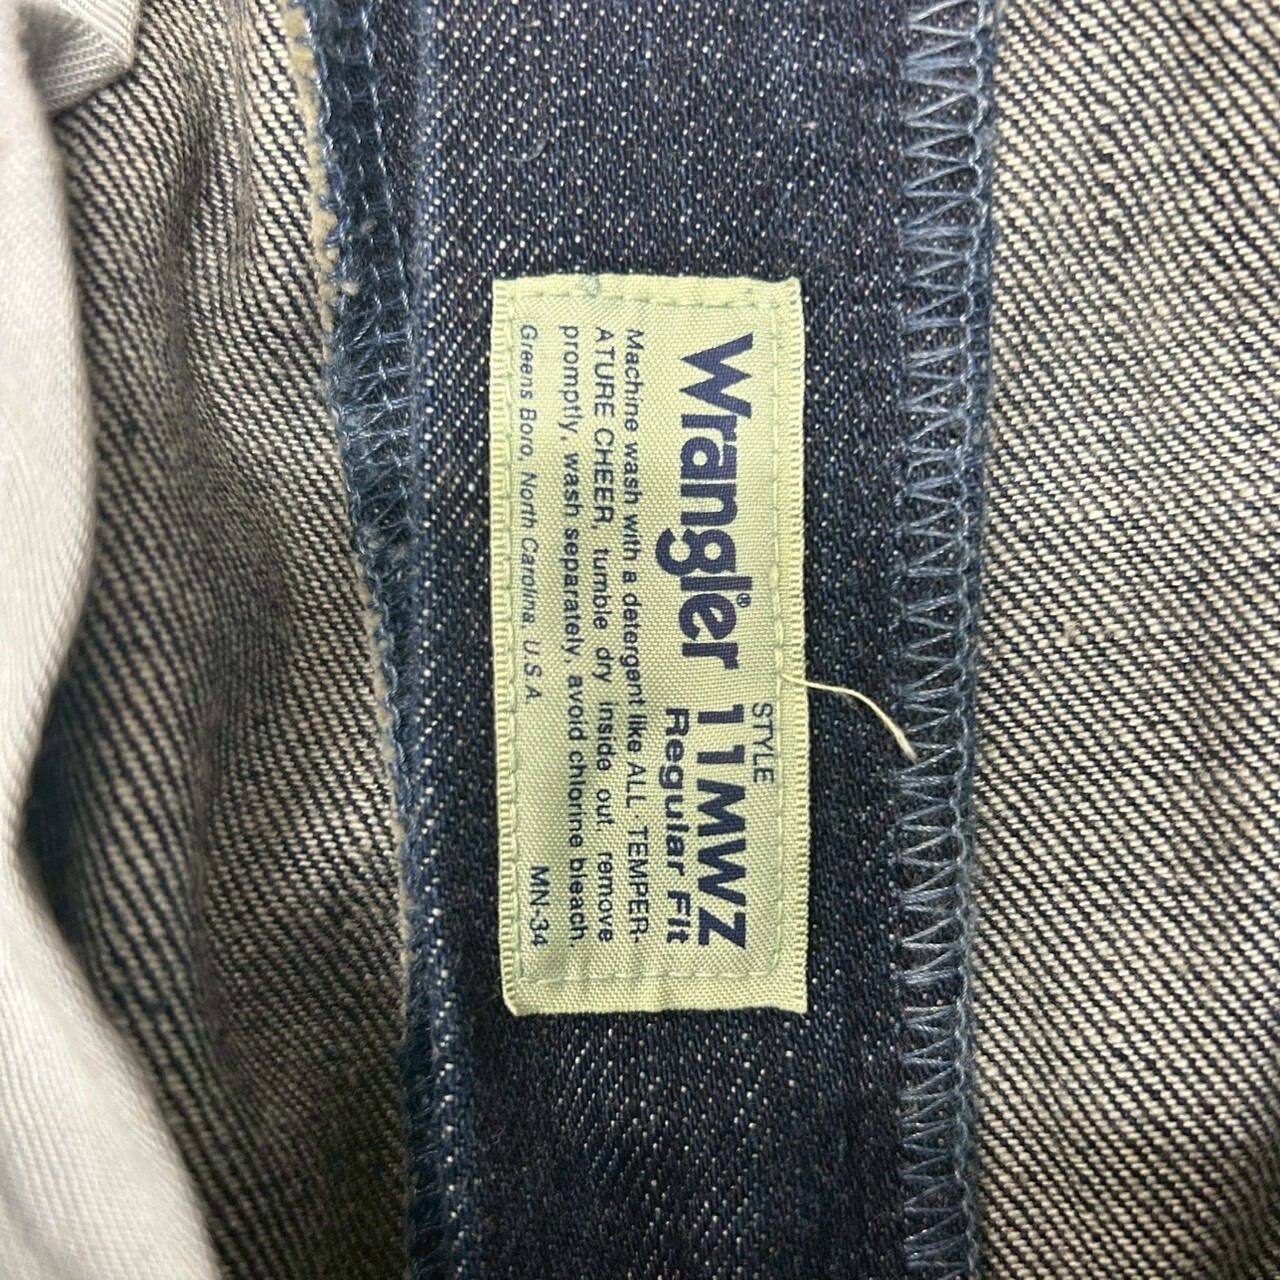 Wrangler® STYLE 11MWZ
Regular Fit
Machine wash with a detergent like ALL · TEMPER-
ATURE CHEER, tumble dry inside out, remove
promptly, wash separately, avoid chlorine bleach.
Greens Boro, North Carolina, U.S.A. MN-34